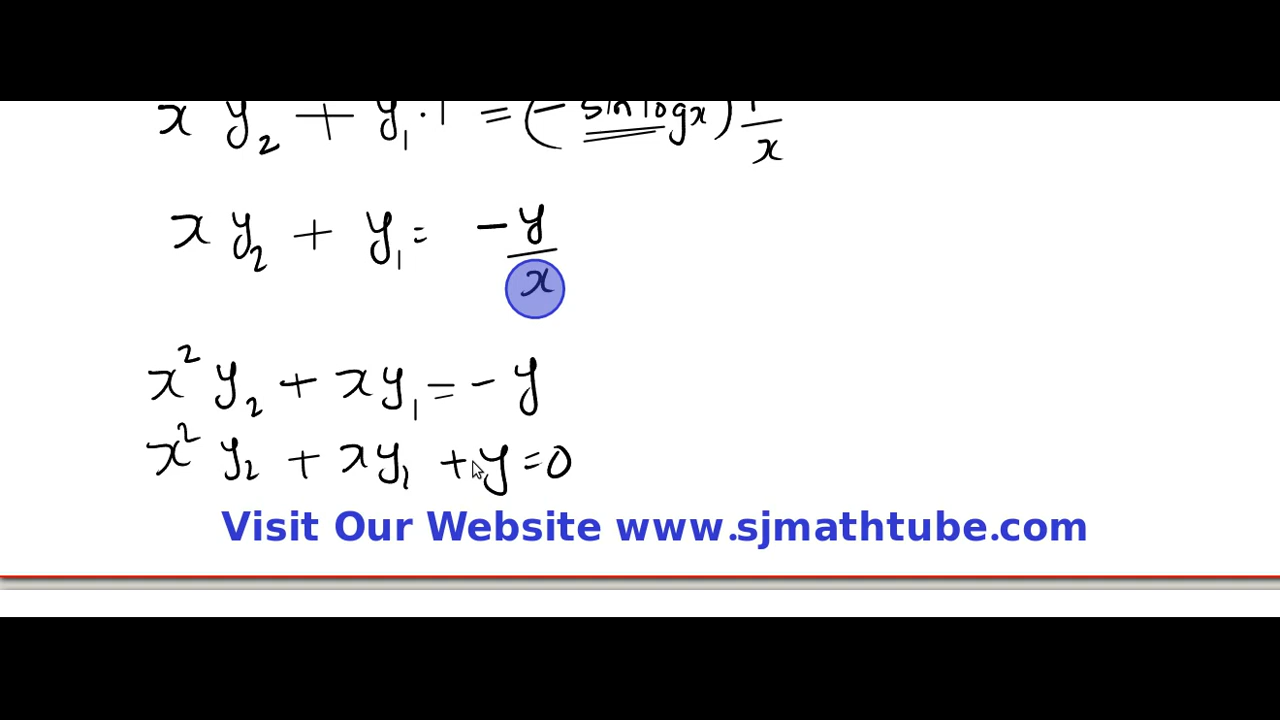 x y₂ + y₁ · 1 = (- sin log x) 1/x
x y₂ + y₁ = -y/x
x² y₂ + x y₁ = - y
x² y₂ + x y₁ + y = 0
Visit Our Website www.sjmathtube.com